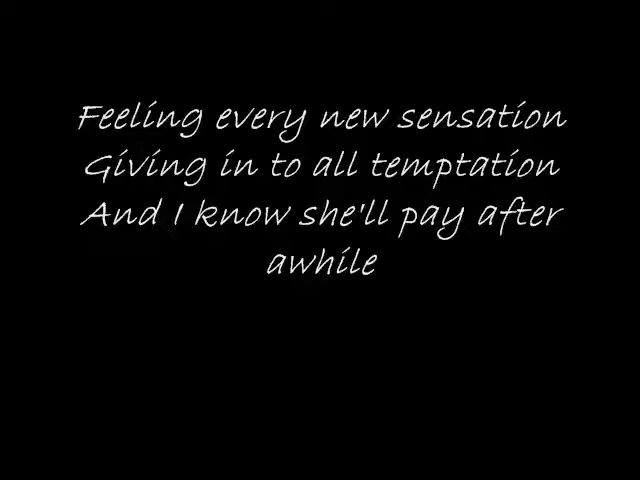 Feeling every new sensation
Giving in to all temptation
And I know she'll pay after
awhile